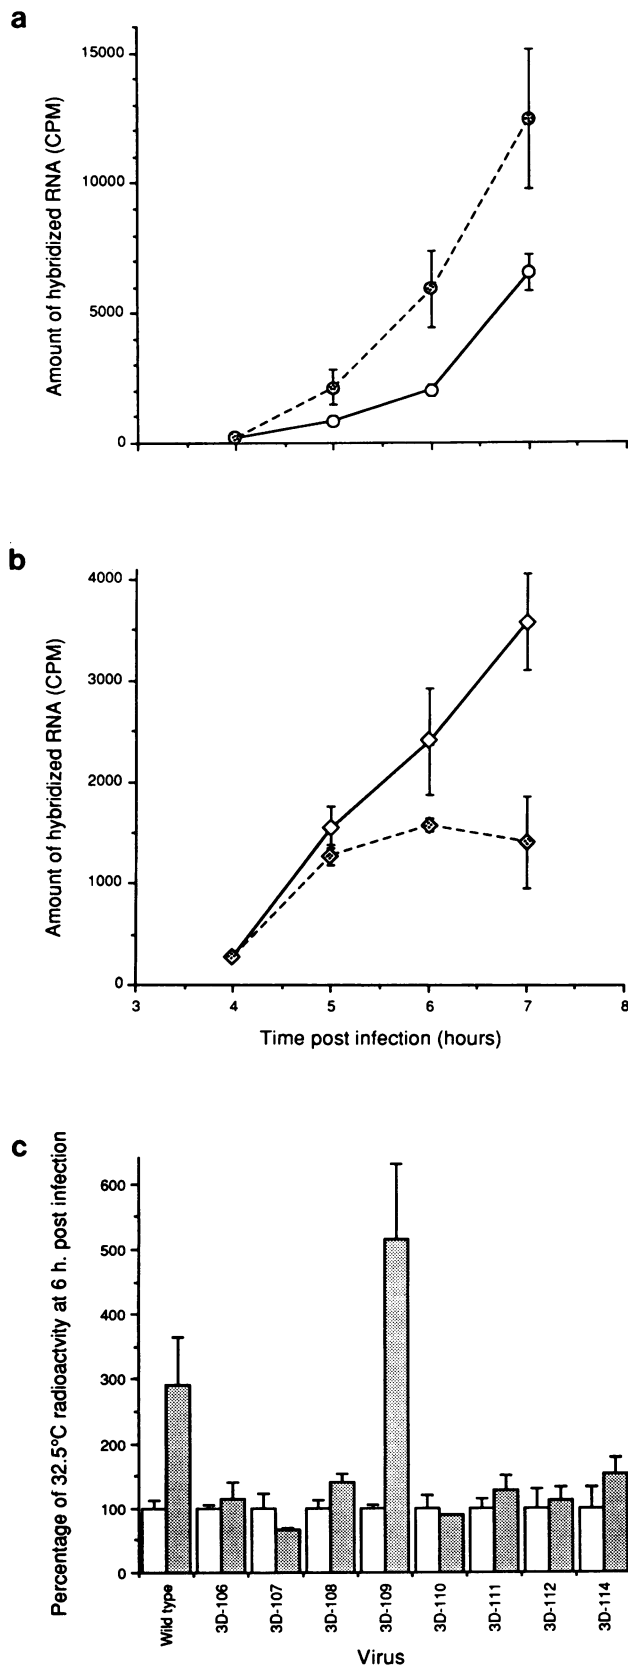 a
Amount of hybridized RNA (CPM)
15000
10000
5000
0
b
Amount of hybridized RNA (CPM)
4000
3000
2000
1000
0
3 4 5 6 7 8
Time post infection (hours)
c
Percentage of 32.5°C radioactvity at 6 h. post infection
600
500
400
300
200
100
0
Wild type 3D-106 3D-107 3D-108 3D-109 3D-110 3D-111 3D-112 3D-114
Virus